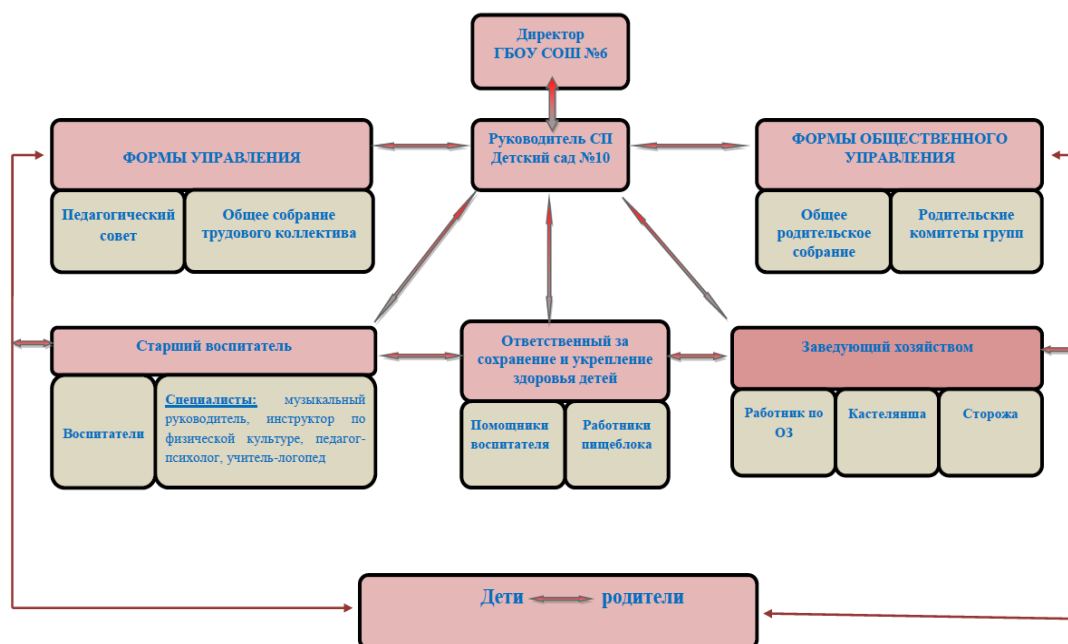 Директор
ГБОУ СОШ №6
Руководитель СП
Детский сад №10
ФОРМЫ УПРАВЛЕНИЯ
Педагогический
совет
Общее собрание
трудового коллектива
ФОРМЫ ОБЩЕСТВЕННОГО
УПРАВЛЕНИЯ
Общее
родительское
собрание
Родительские
комитеты групп
Старший воспитатель
Воспитатели
Специалисты: музыкальный
руководитель, инструктор по
физической культуре, педагог-
психолог, учитель-логопед
Ответственный за
сохранение и укрепление
здоровья детей
Помощники
воспитателя
Работники
пищеблока
Заведующий хозяйством
Работник по
ОЗ
Кастелянша
Сторожа
Дети родители